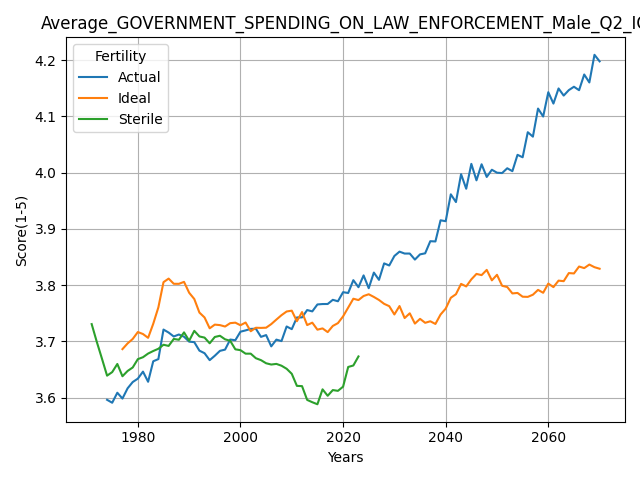 Average_GOVERNMENT_SPENDING_ON_LAW_ENFORCEMENT_Male_Q2_IC
Fertility
Actual
Ideal
Sterile
4.2
4.1
4.0
3.9
3.8
3.7
3.6
Score(1-5)
1980 2000 2020 2040 2060
Years